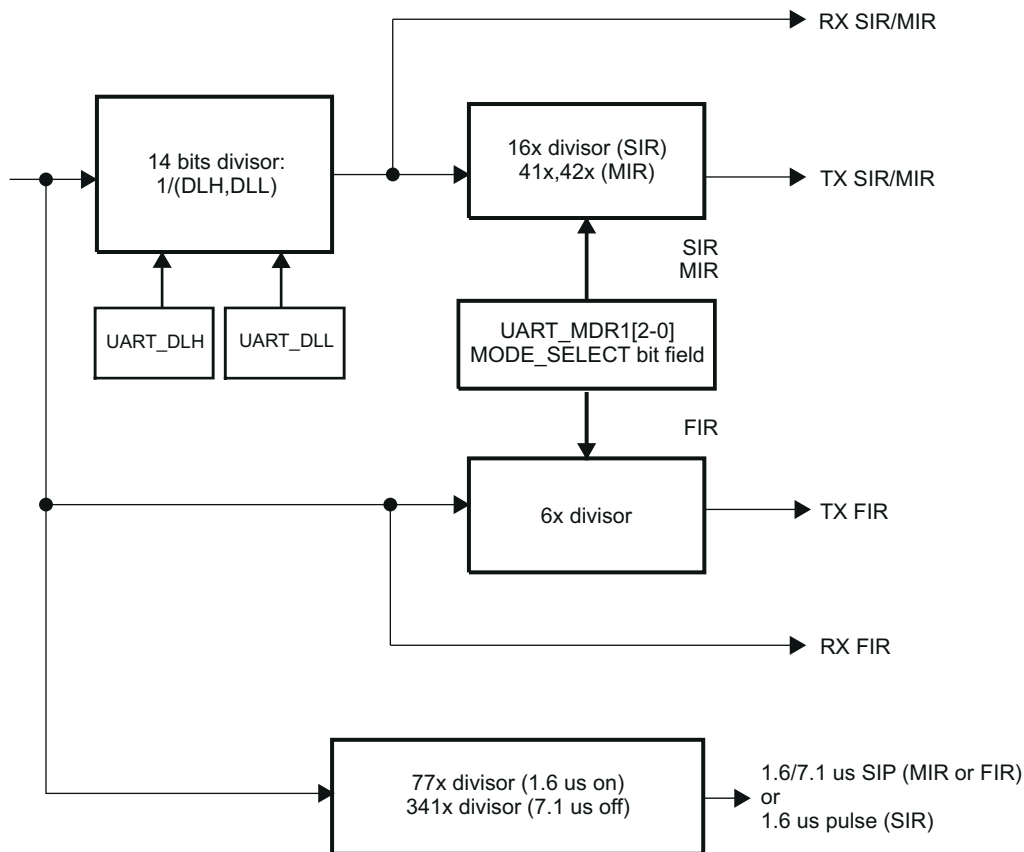 RX SIR/MIR
14 bits divisor:
1/(DLH,DLL)
16x divisor (SIR)
41x,42x (MIR)
TX SIR/MIR
SIR
MIR
UART_DLH
UART_DLL
UART_MDR1[2-0]
MODE_SELECT bit field
FIR
6x divisor
TX FIR
RX FIR
77x divisor (1.6 us on)
341x divisor (7.1 us off)
1.6/7.1 us SIP (MIR or FIR)
or
1.6 us pulse (SIR)